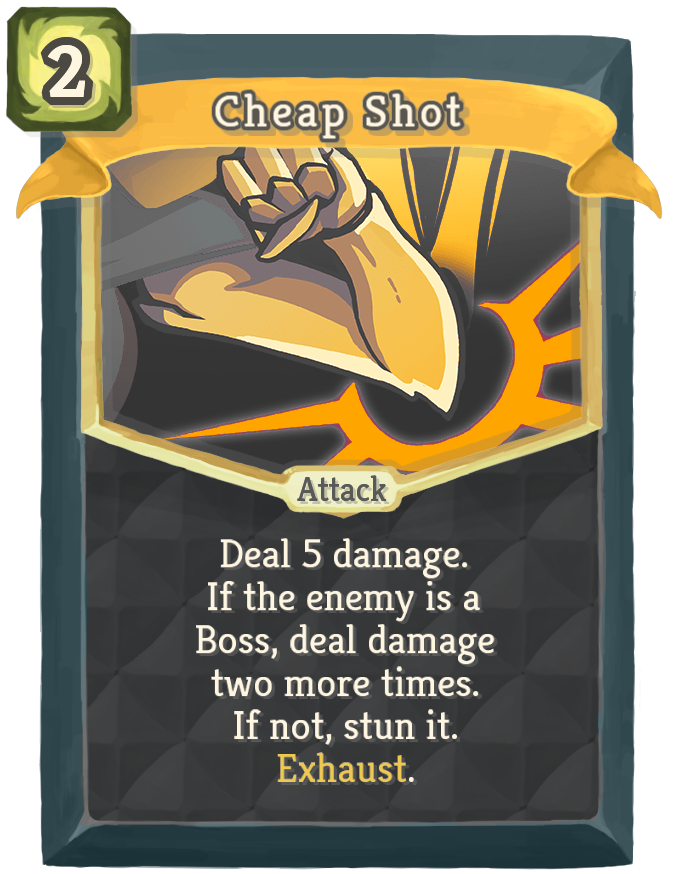 2
Cheap Shot
Attack
Deal 5 damage.
If the enemy is a
Boss, deal damage
two more times.
If not, stun it.
Exhaust.